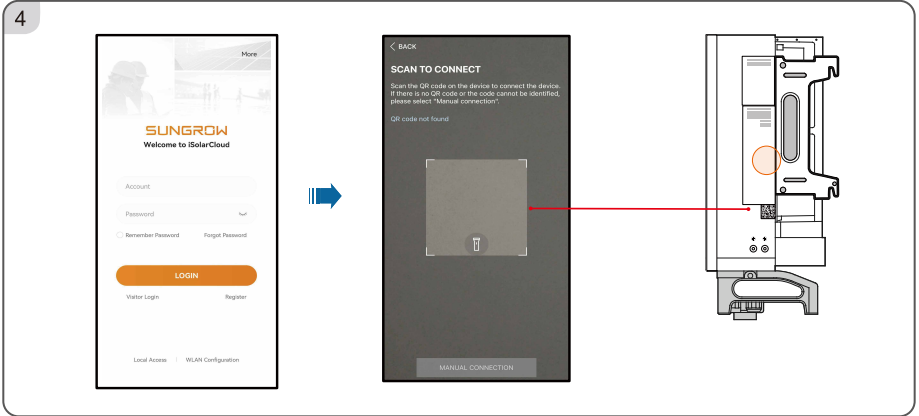 4
More
SUNGROW
Welcome to iSolarCloud
Account
Password
Remember Password
Forgot Password
LOGIN
Visitor Login
Register
Local Access
WLAN Configuration
BACK
SCAN TO CONNECT
Scan the QR code on the device to connect the device.
If there is no QR code or the code cannot be identified,
please select "Manual connection".
QR code not found
MANUAL CONNECTION